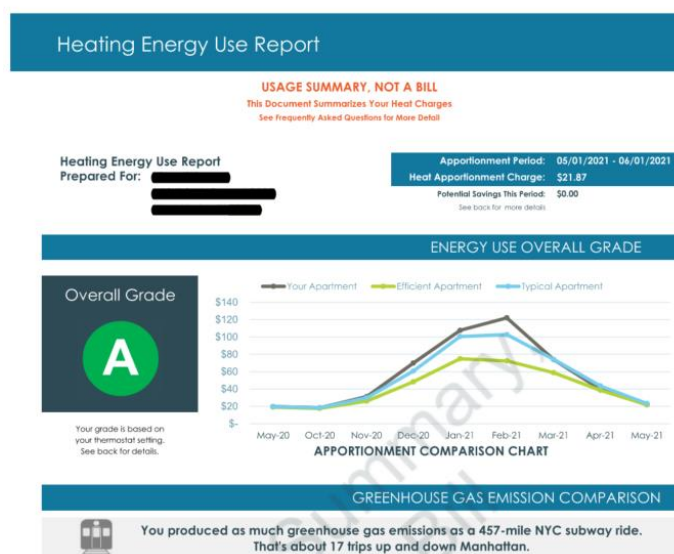 Heating Energy Use Report
USAGE SUMMARY, NOT A BILL
This Document Summarizes Your Heat Charges
See Frequently Asked Questions for More Detail
Heating Energy Use Report
Prepared For:
Apportionment Period: 05/01/2021 - 06/01/2021
Heat Apportionment Charge: $21.87
Potential Savings This Period: $0.00
See back for more details
ENERGY USE OVERALL GRADE
Overall Grade
A
Your grade is based on
your thermostat setting.
See back for details.
Your Apartment Efficient Apartment Typical Apartment
$140
$120
$100
$80
$60
$40
$20
$-
May-20 Oct-20 Nov-20 Dec-20 Jan-21 Feb-21 Mar-21 Apr-21 May-21
APPORTIONMENT COMPARISON CHART
Summary
Bill
GREENHOUSE GAS EMISSION COMPARISON
You produced as much greenhouse gas emissions as a 457-mile NYC subway ride.
That's about 17 trips up and down Manhattan.